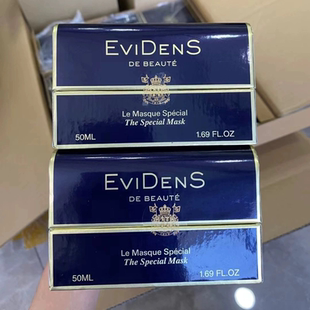 EviDenS
DE BEAUTÉ
Le Masque Spécial
The Special Mask
50ML 1.69 FL.OZ
EviDenS
DE BEAUTÉ
Le Masque Spécial
The Special Mask
50ML 1.69 FL.OZ